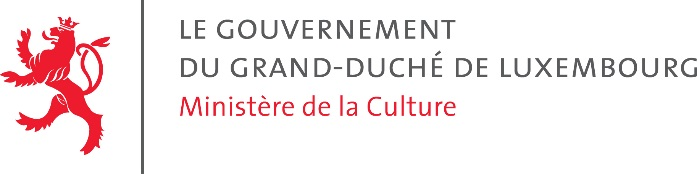 LE GOUVERNEMENT
DU GRAND-DUCHÉ DE LUXEMBOURG
Ministère de la Culture